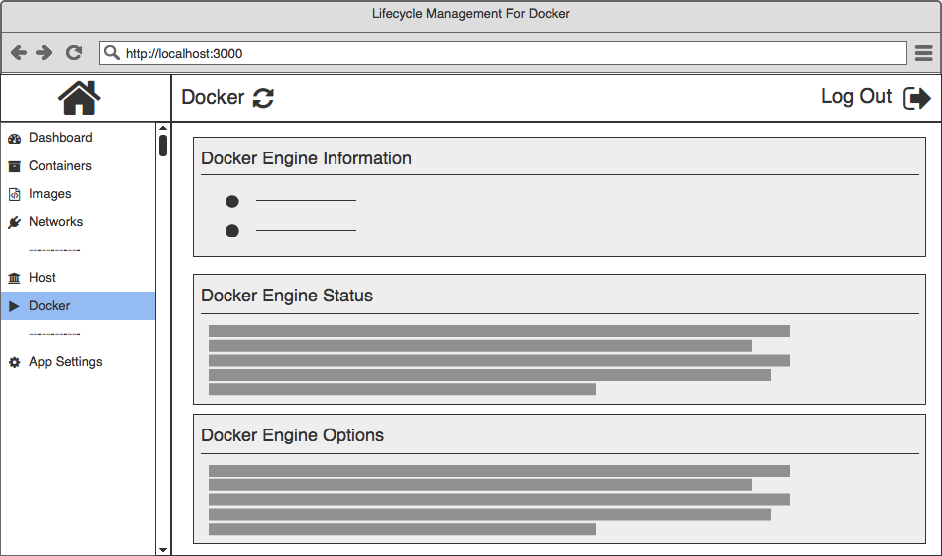 Lifecycle Management For Docker
http://localhost:3000
Docker
Log Out
Dashboard
Containers
Images
Networks
------------
Host
Docker
------------
App Settings
Docker Engine Information
Docker Engine Status
Docker Engine Options